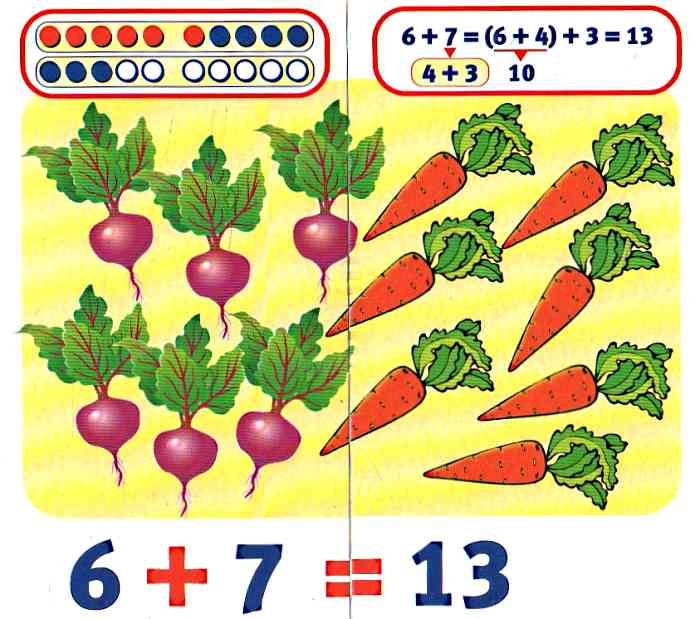 6 + 7 = (6 + 4) + 3 = 13
4 + 3 10
6 + 7 = 13